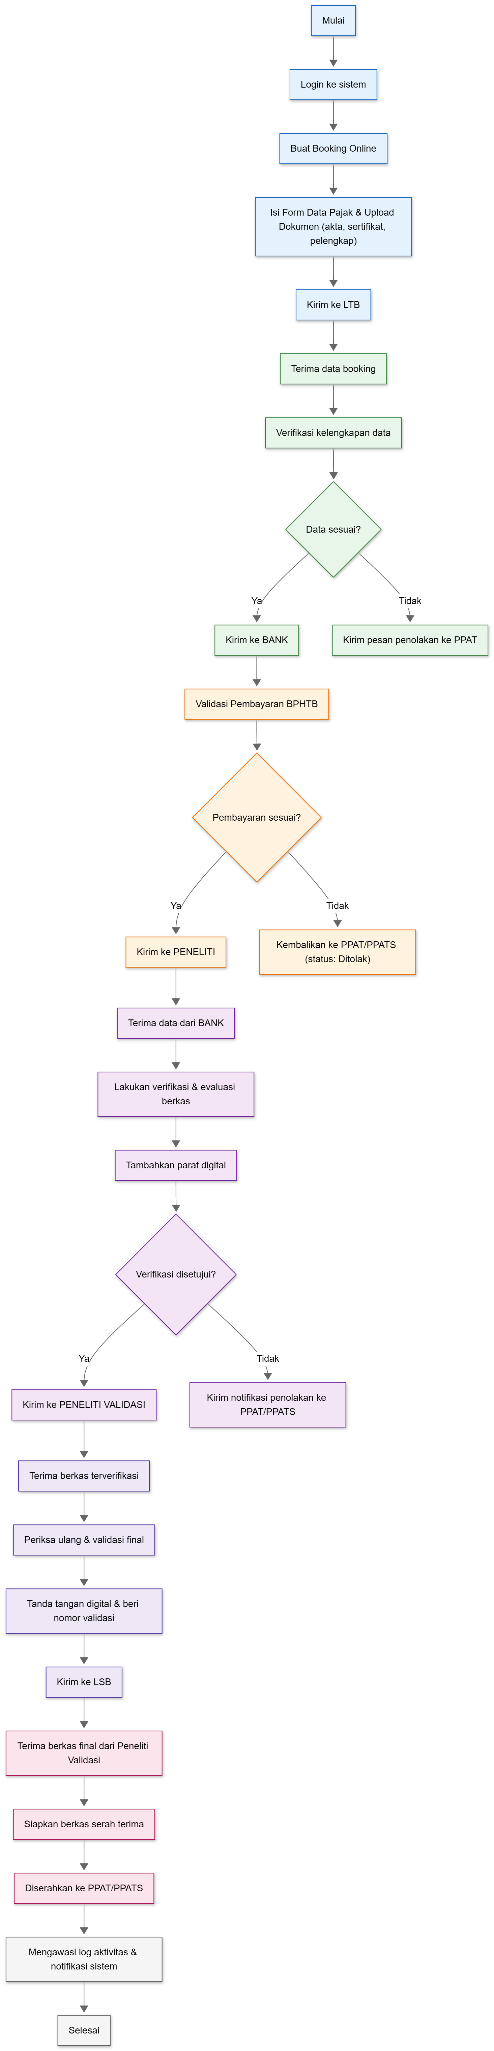 Mulai
Login ke sistem
Buat Booking Online
Isi Form Data Pajak & Upload
Dokumen (akta, sertifikat,
pelengkap)
Kirim ke LTB
Terima data booking
Verifikasi kelengkapan data
Data sesuai?
Ya
Tidak
Kirim ke BANK
Kirim pesan penolakan ke PPAT
Validasi Pembayaran BPHTB
Pembayaran sesuai?
Ya
Tidak
Kirim ke PENELITI
Kembalikan ke PPAT/PPATS
(status: Ditolak)
Terima data dari BANK
Lakukan verifikasi & evaluasi
berkas
Tambahkan paraf digital
Verifikasi disetujui?
Ya
Tidak
Kirim ke PENELITI VALIDASI
Kirim notifikasi penolakan ke
PPAT/PPATS
Terima berkas terverifikasi
Periksa ulang & validasi final
Tanda tangan digital & beri
nomor validasi
Kirim ke LSB
Terima berkas final dari Peneliti
Validasi
Siapkan berkas serah terima
Diserahkan ke PPAT/PPATS
Mengawasi log aktivitas &
notifikasi sistem
Selesai